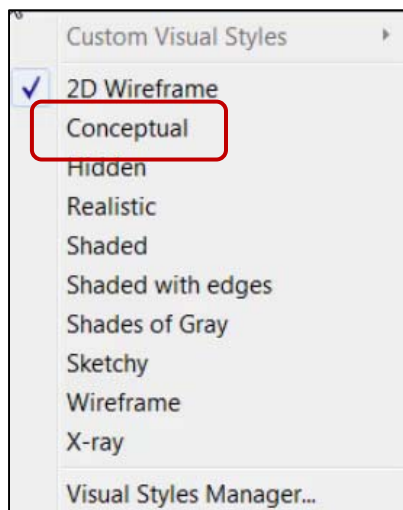 Custom Visual Styles
2D Wireframe
Conceptual
Hidden
Realistic
Shaded
Shaded with edges
Shades of Gray
Sketchy
Wireframe
X-ray
Visual Styles Manager...